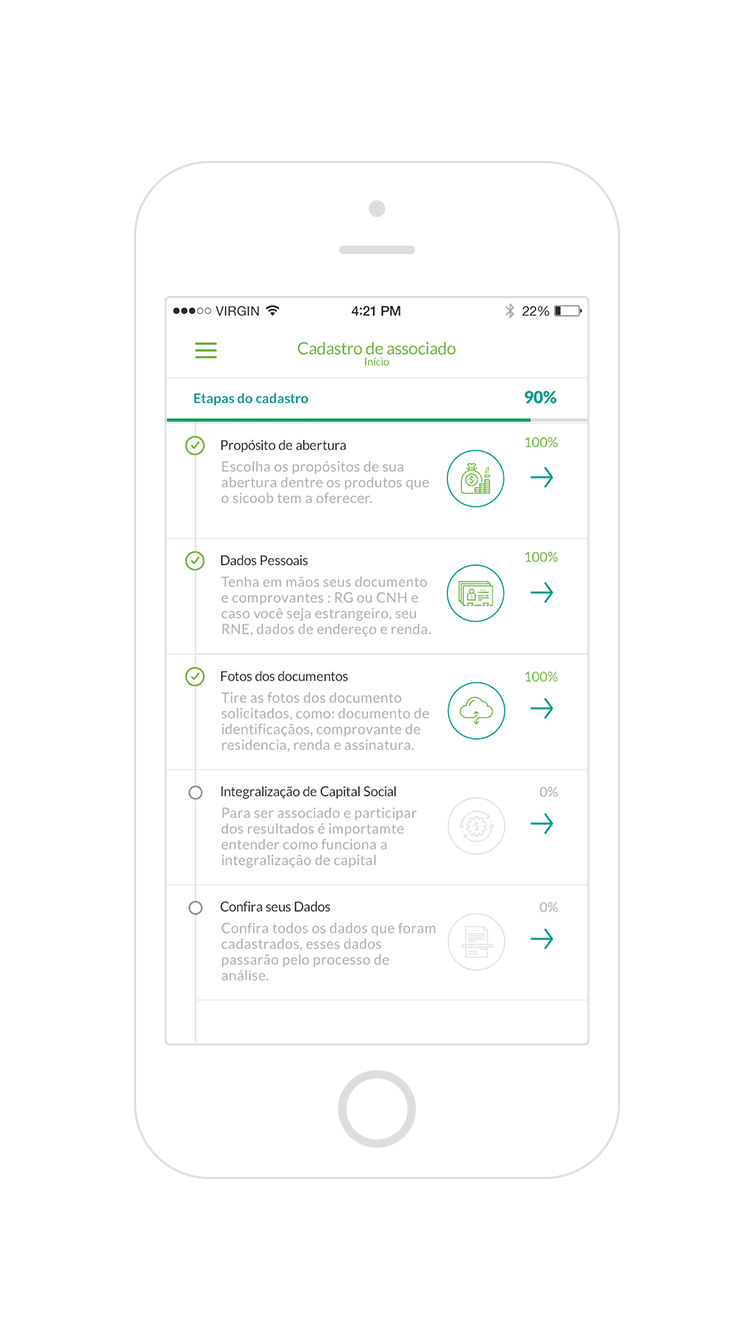 VIRGIN 4:21 PM 22%
Cadastro de associado
Início
Etapas do cadastro 90%
Propósito de abertura 100%
Escolha os propósitos de sua
abertura dentre os produtos que
o sicoob tem a oferecer.
Dados Pessoais 100%
Tenha em mãos seus documento
e comprovantes : RG ou CNH e
caso você seja estrangeiro, seu
RNE, dados de endereço e renda.
Fotos dos documentos 100%
Tire as fotos dos documento
solicitados, como: documento de
identificaçãos, comprovante de
residencia, renda e assinatura.
Integralização de Capital Social 0%
Para ser associado e participar
dos resultados é importamte
entender como funciona a
integralização de capital
Confira seus Dados 0%
Confira todos os dados que foram
cadastrados, esses dados
passarão pelo processo de
análise.